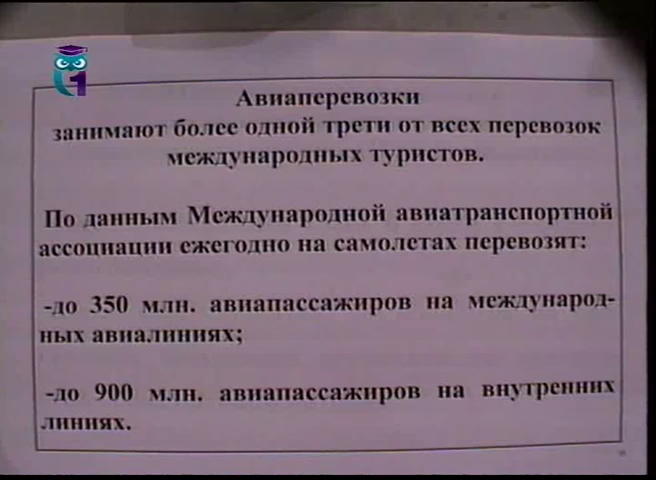 1
Авиаперевозки
занимают более одной трети от всех перевозок
международных туристов.
По данным Международной авиатранспортной
ассоциации ежегодно на самолетах перевозят:
-до 350 млн. авиапассажиров на международ-
ных авиалиниях;
-до 900 млн. авиапассажиров на внутренних
линиях.